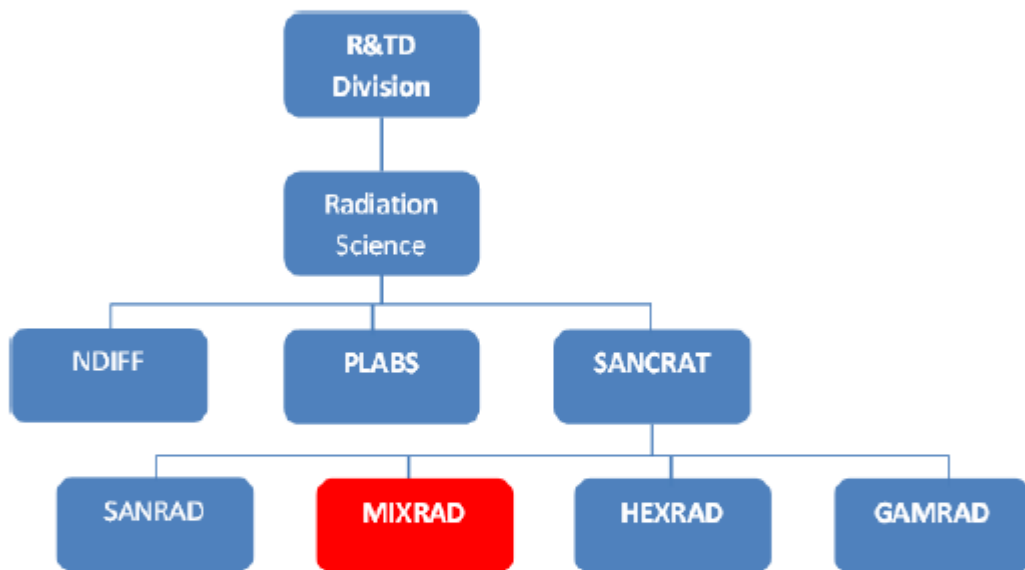 R&TD
Division
Radiation
Science
NDIFF
PLABS
SANCRAT
SANRAD
MIXRAD
HEXRAD
GAMRAD